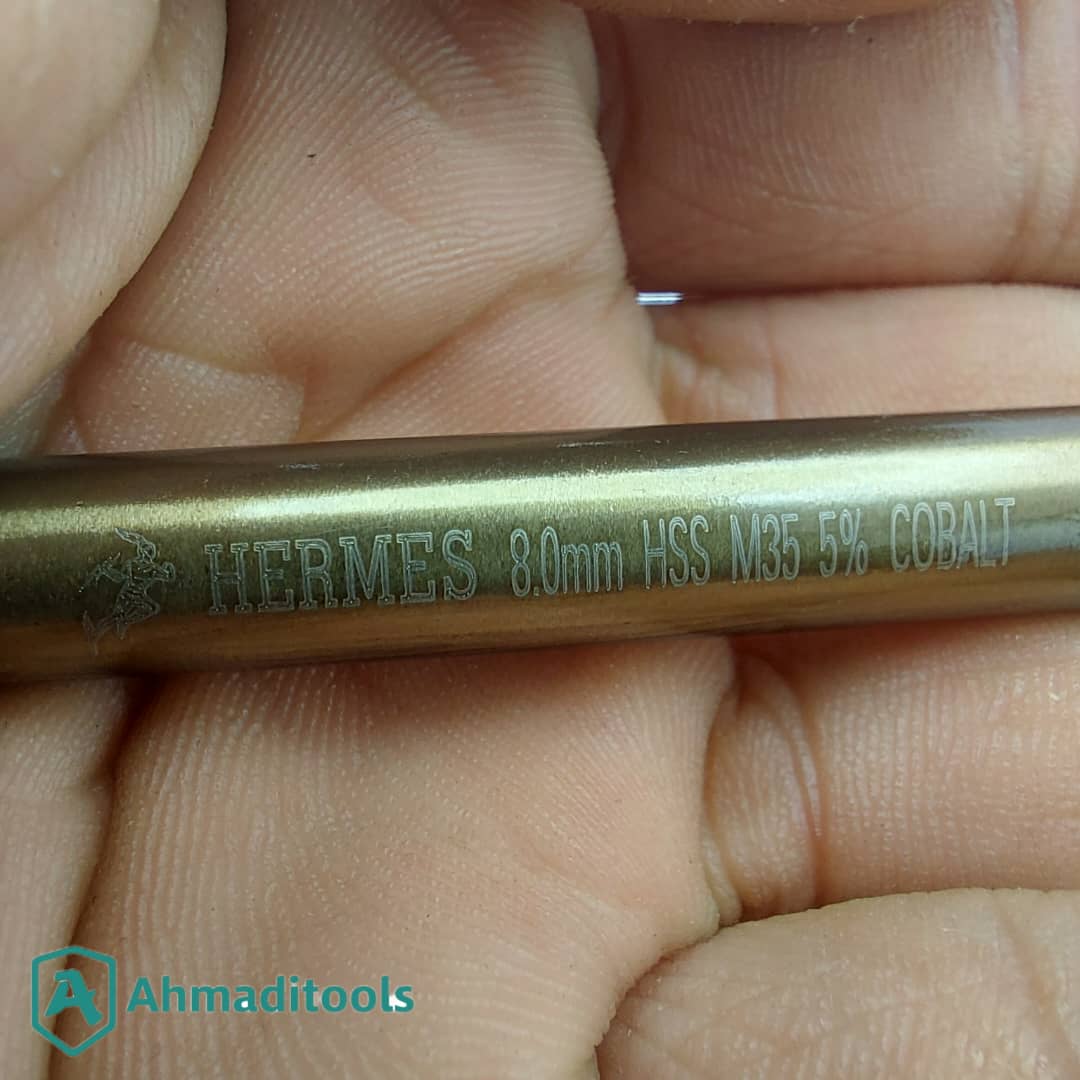 HERMES 8.0mm HSS M35 5% COBALT
Ahmaditools